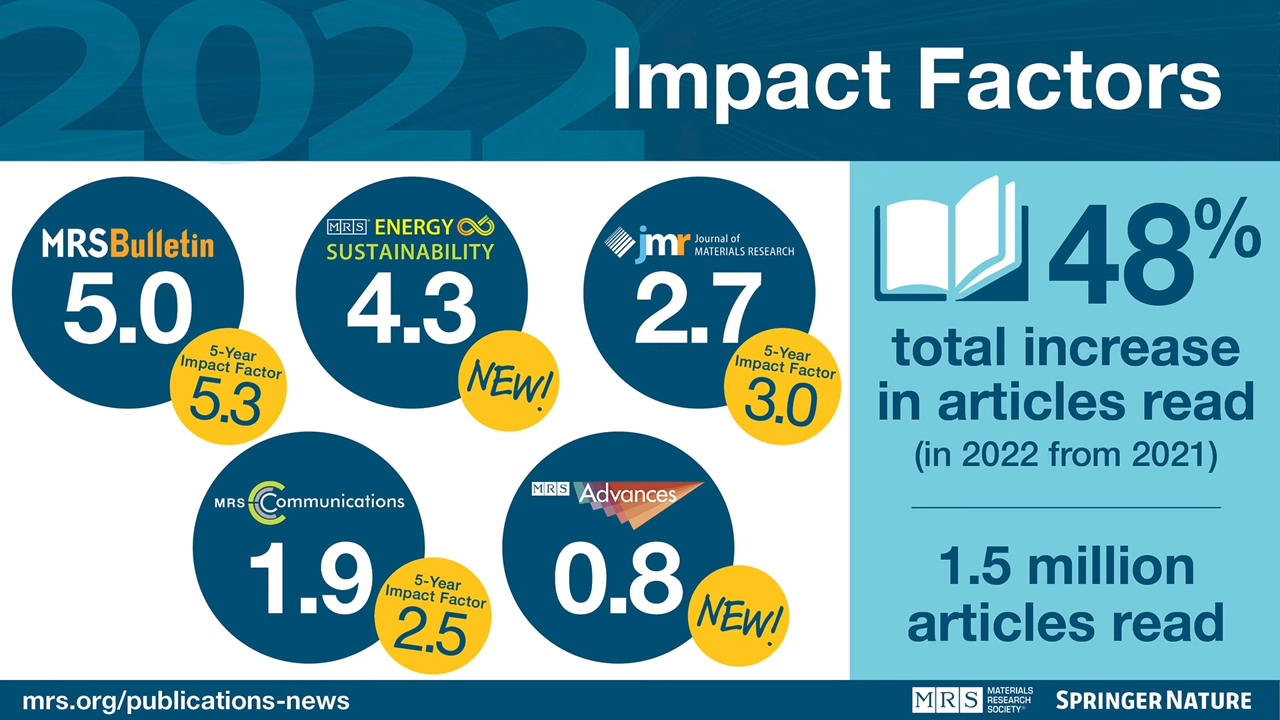 2022
Impact Factors
MRS Bulletin
5.0
5-Year
Impact Factor
5.3
MRS® ENERGY
SUSTAINABILITY
4.3
NEW!
jmr Journal of
MATERIALS RESEARCH
2.7
5-Year
Impact Factor
3.0
MRS Communications
1.9
5-Year
Impact Factor
2.5
MRS Advances
0.8
NEW!
48%
total increase
in articles read
(in 2022 from 2021)
1.5 million
articles read
mrs.org/publications-news
MRS MATERIALS
RESEARCH
SOCIETY®
SPRINGER NATURE